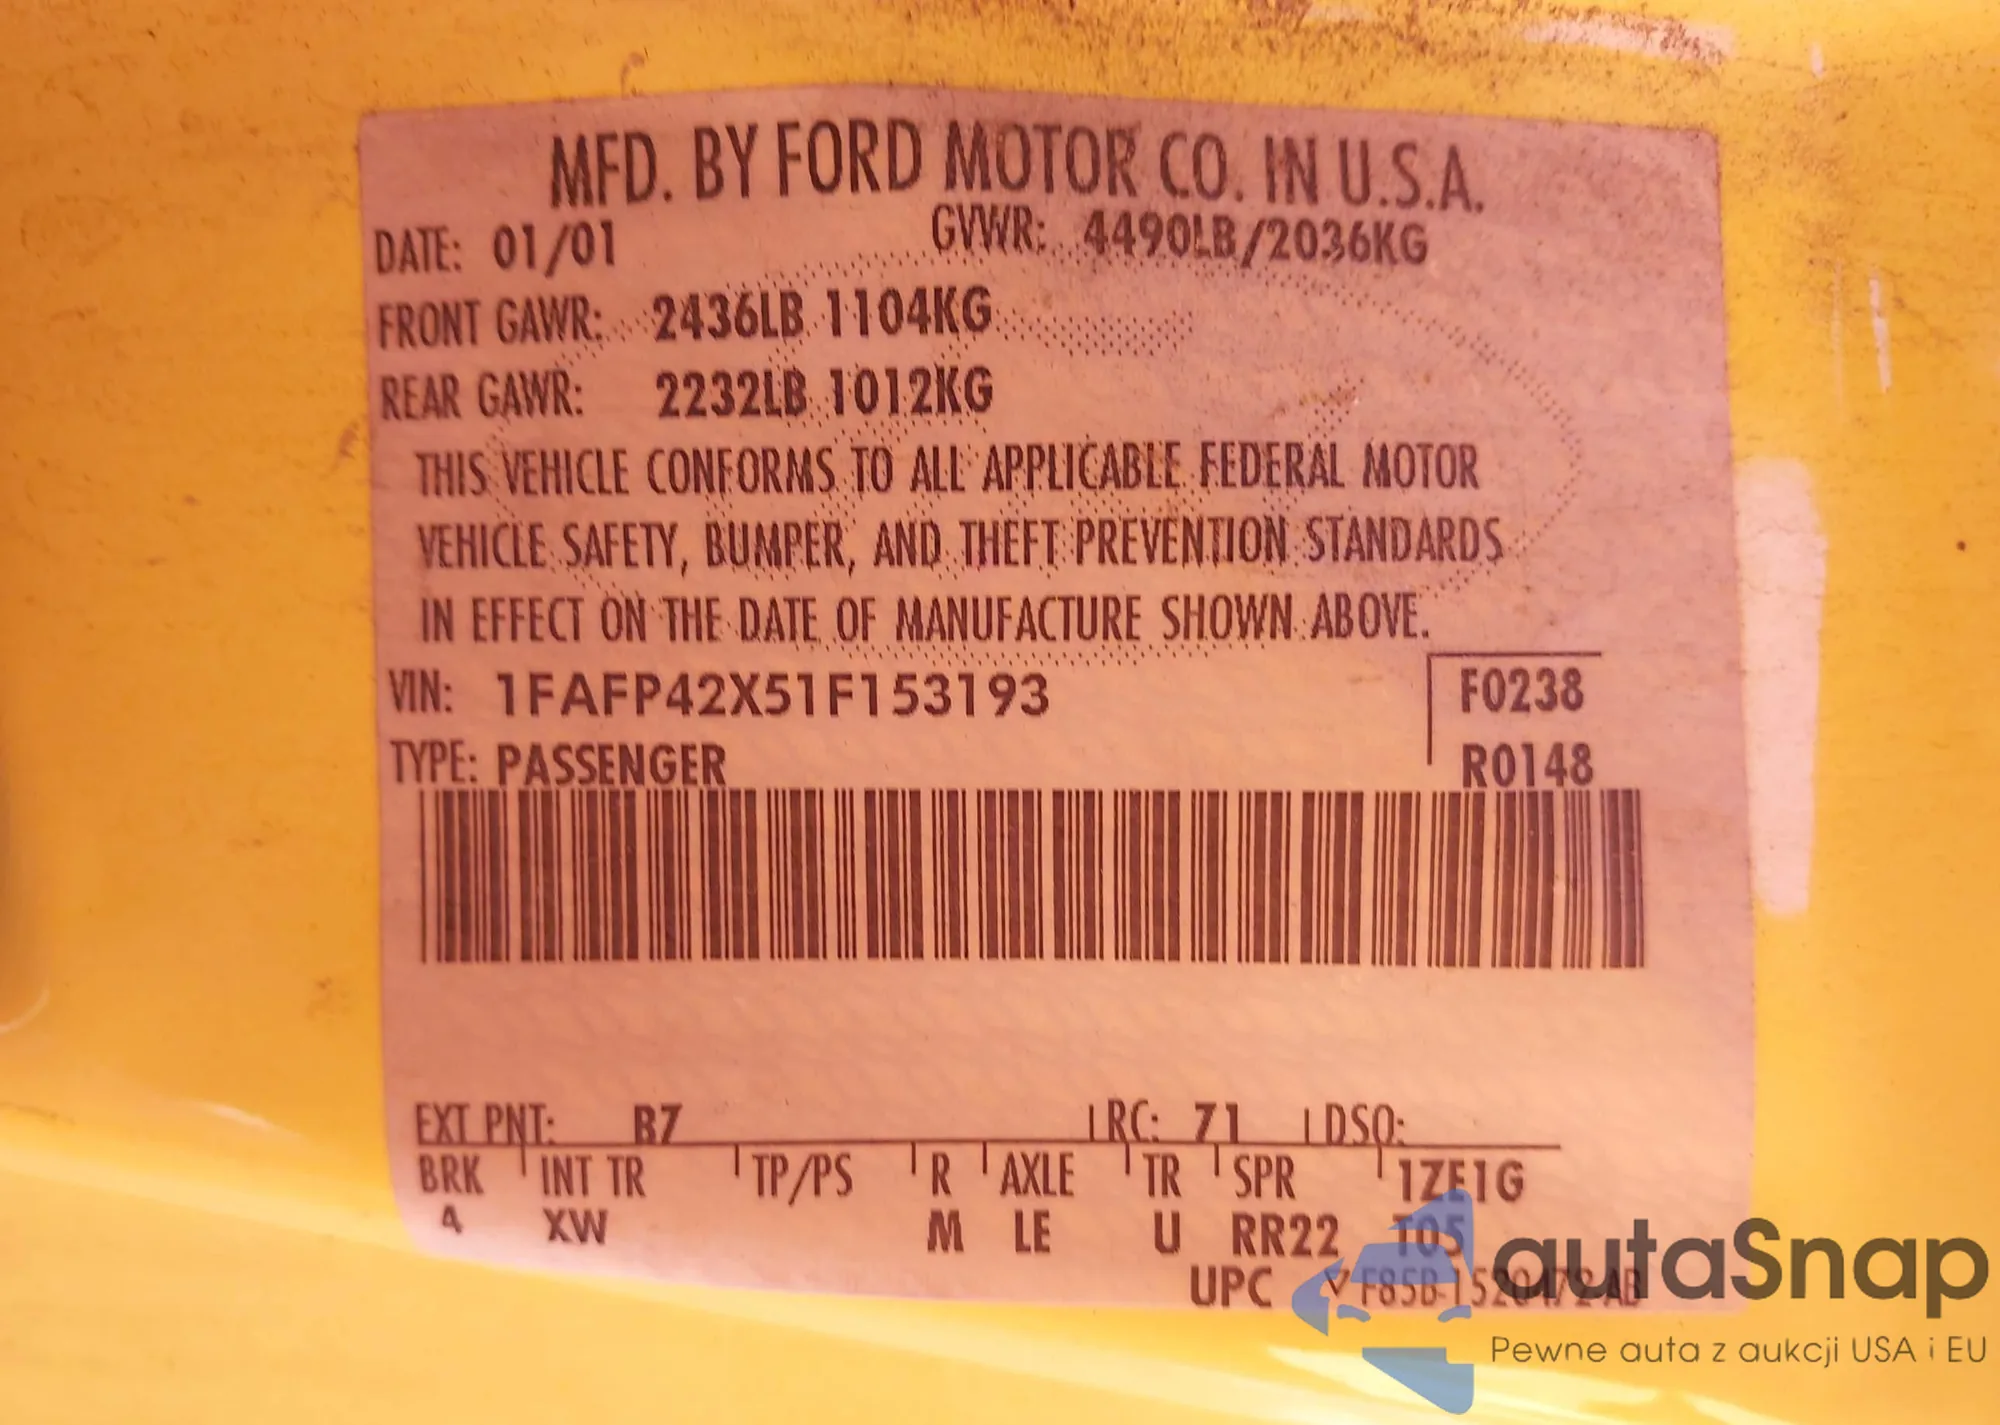 MFD. BY FORD MOTOR CO. IN U.S.A.
DATE: 01/01 GVWR: 4490LB/2036KG
FRONT GAWR: 2436LB 1104KG
REAR GAWR: 2232LB 1012KG
THIS VEHICLE CONFORMS TO ALL APPLICABLE FEDERAL MOTOR
VEHICLE SAFETY, BUMPER, AND THEFT PREVENTION STANDARDS
IN EFFECT ON THE DATE OF MANUFACTURE SHOWN ABOVE.
VIN: 1FAFP42X51F153193 F0238
TYPE: PASSENGER R0148
EXT PNT: B7 RC: 71 DSO:
BRK INT TR TP/PS R AXLE TR SPR 1ZE1G
4 XW M LE U RR22 T05
UPC
autaSnap
Pewne auta z aukcji USA i EU